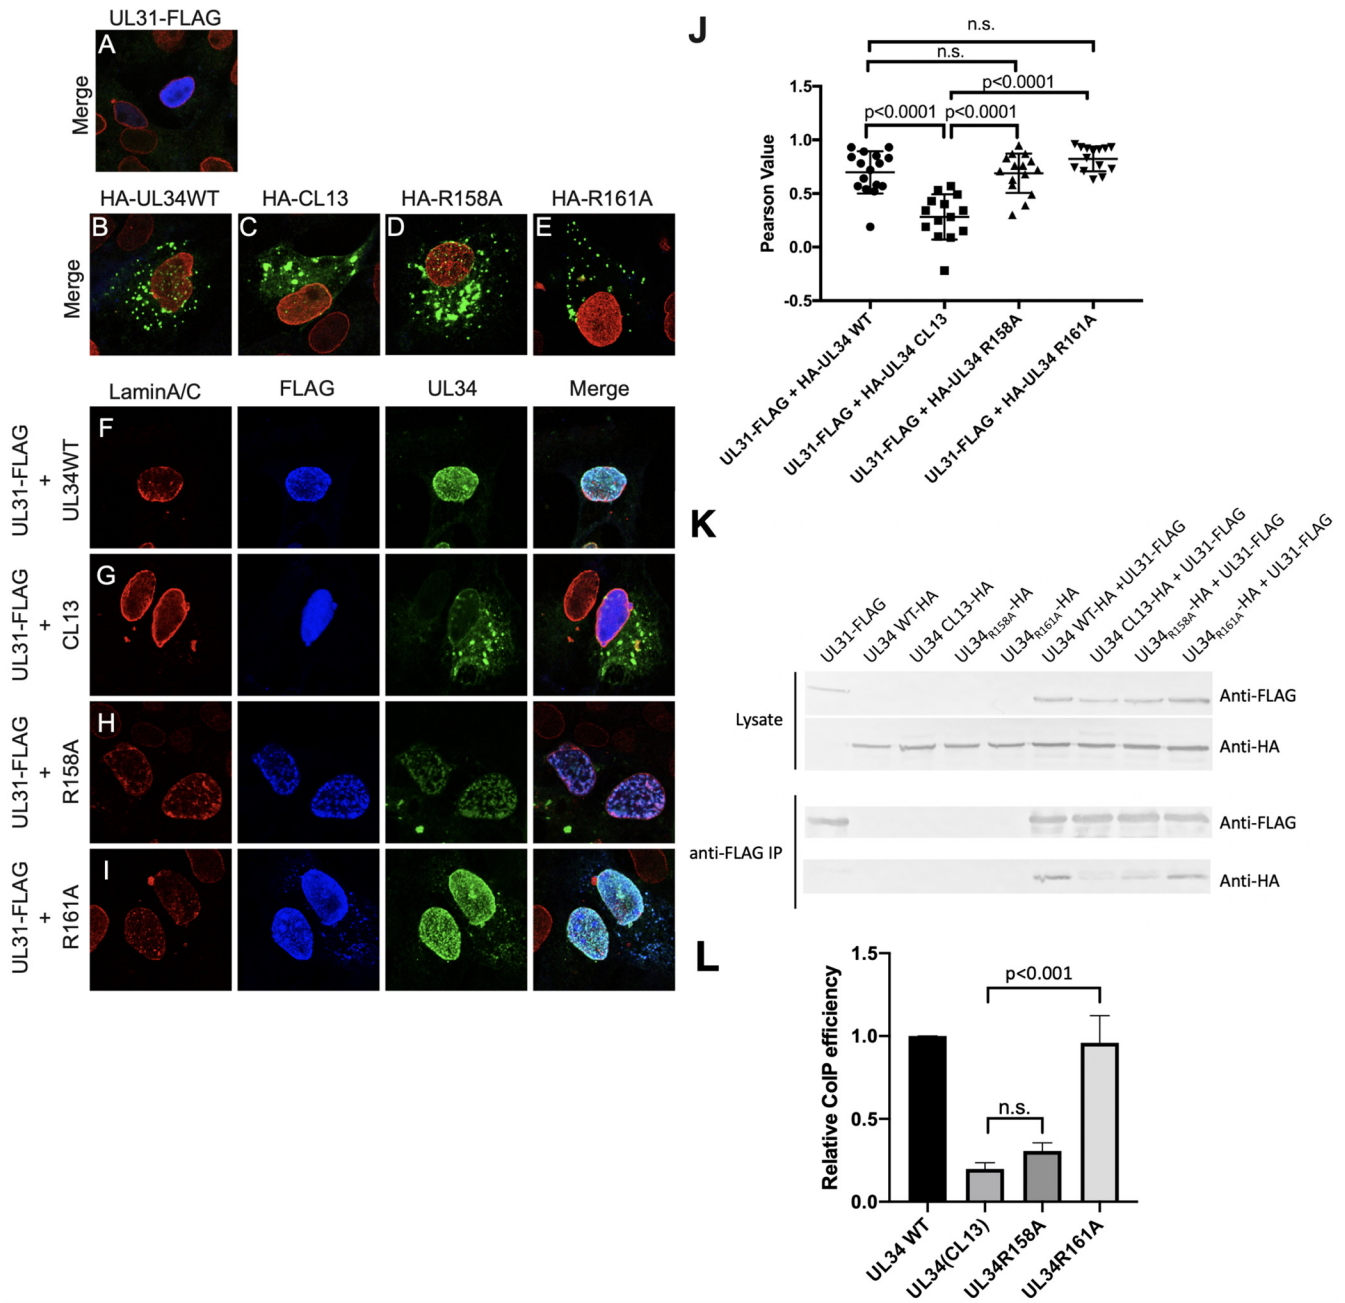 UL31-FLAG
A
Merge
HA-UL34WT HA-CL13 HA-R158A HA-R161A
B C D E
Merge
LaminA/C FLAG UL34 Merge
UL31-FLAG
+
UL34WT
F
UL31-FLAG
+
CL13
G
UL31-FLAG
+
R158A
H
UL31-FLAG
+
R161A
I
J
n.s.
n.s.
p<0.0001
p<0.0001 p<0.0001
Pearson Value
1.5
1.0
0.5
0.0
-0.5
UL31-FLAG + HA-UL34 WT
UL31-FLAG + HA-UL34 CL13
UL31-FLAG + HA-UL34 R158A
UL31-FLAG + HA-UL34 R161A
K
UL31-FLAG
UL34 WT-HA
UL34 CL13-HA
UL34R158A-HA
UL34R161A-HA
UL34 WT-HA +UL31-FLAG
UL34 CL13-HA + UL31-FLAG
UL34R158A-HA + UL31-FLAG
UL34R161A-HA + UL31-FLAG
Lysate
Anti-FLAG
Anti-HA
anti-FLAG IP
Anti-FLAG
Anti-HA
L
Relative CoIP efficiency
1.5
1.0
0.5
0.0
p<0.001
n.s.
UL34 WT
UL34(CL13)
UL34R158A
UL34R161A